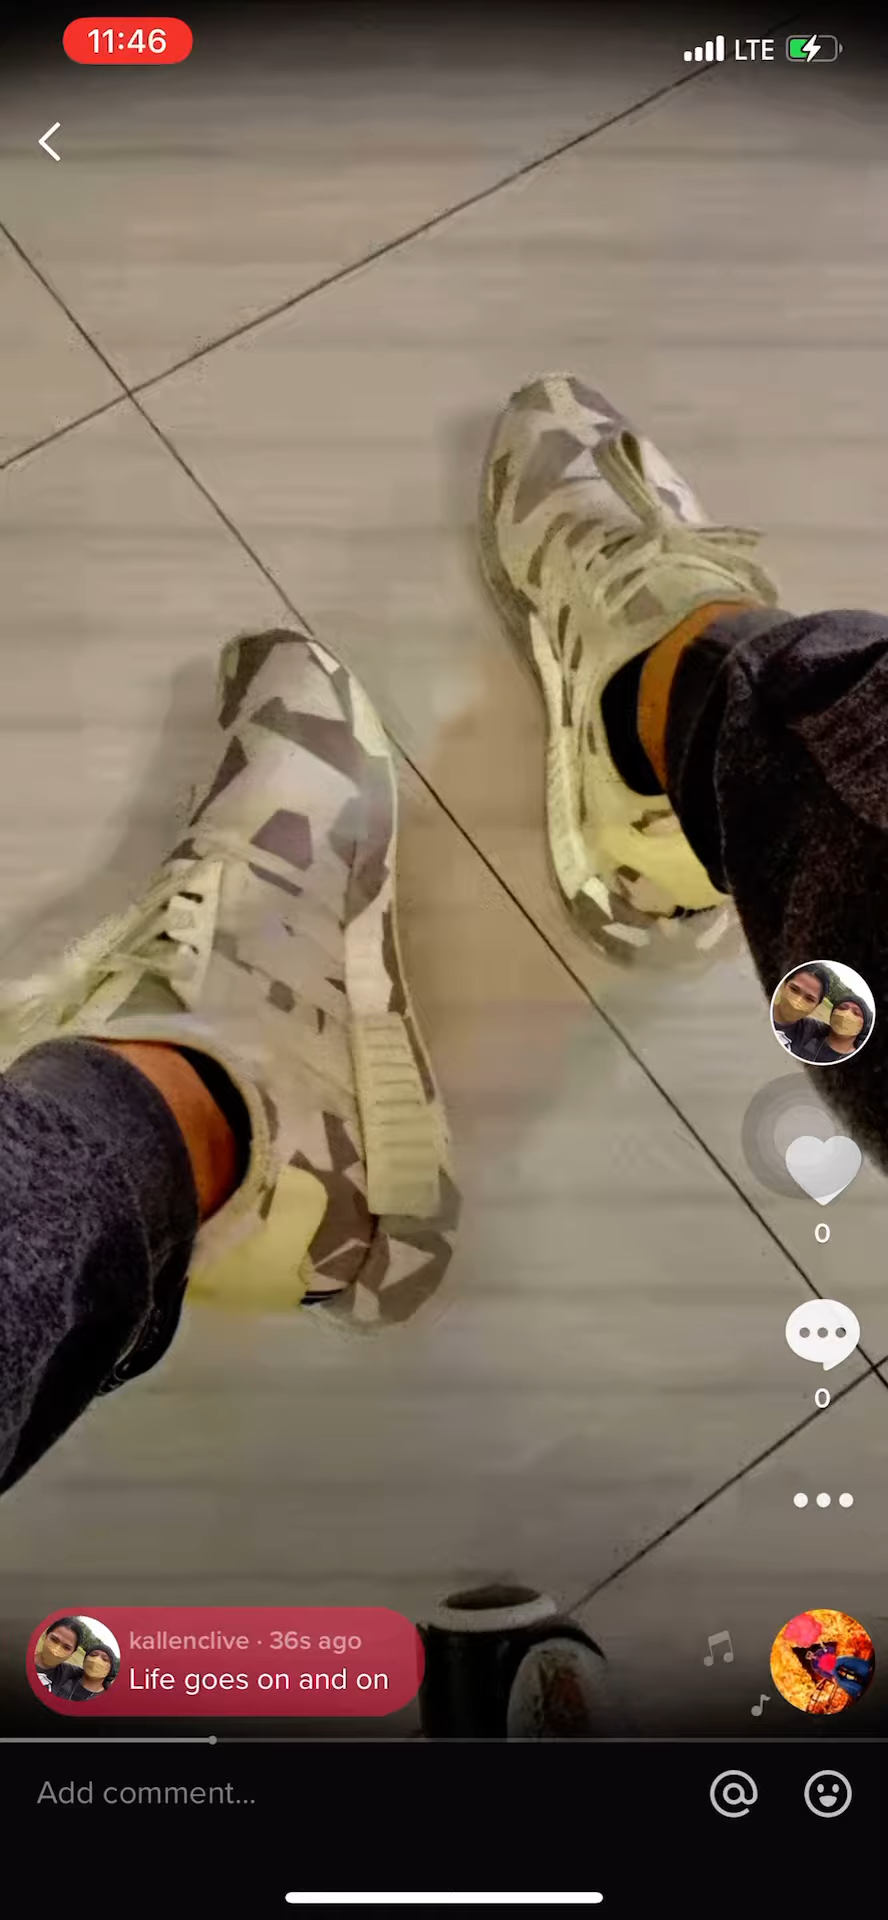 11:46
LTE
0
0
kallenclive · 36s ago
Life goes on and on
Add comment...